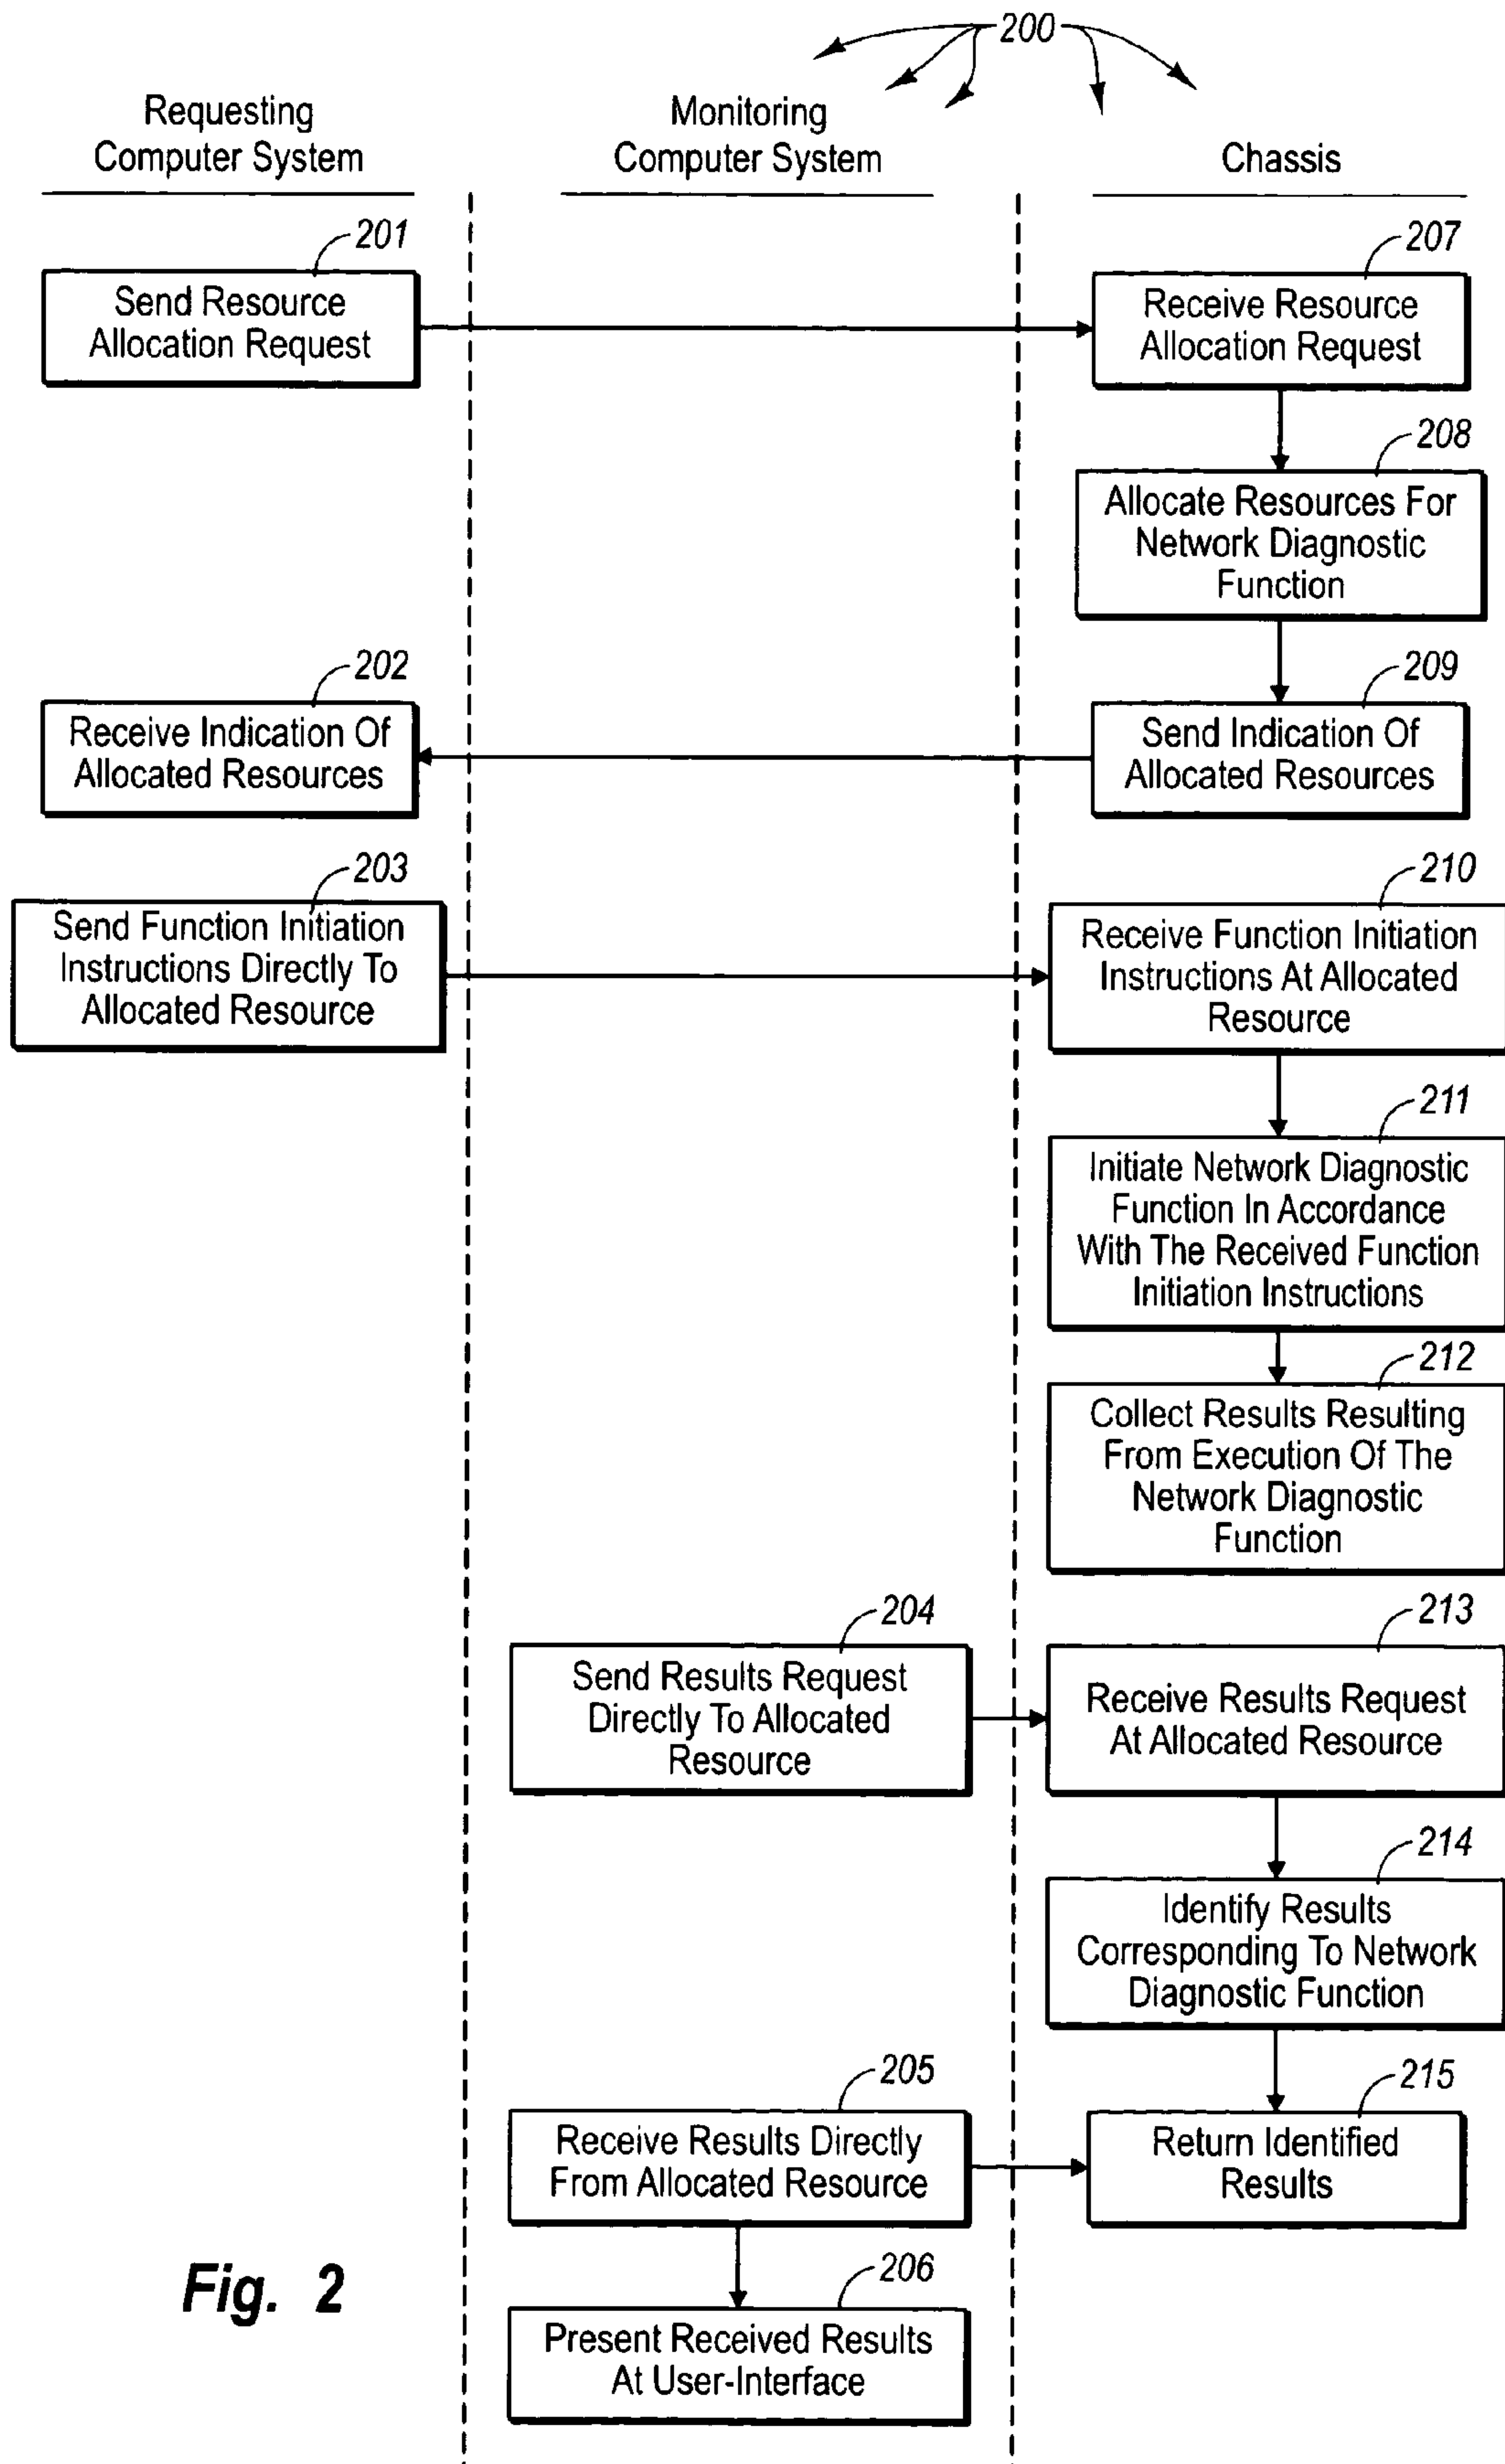 200
Requesting
Computer System
Monitoring
Computer System
Chassis
201
Send Resource
Allocation Request
207
Receive Resource
Allocation Request
208
Allocate Resources For
Network Diagnostic
Function
202
Receive Indication Of
Allocated Resources
209
Send Indication Of
Allocated Resources
203
Send Function Initiation
Instructions Directly To
Allocated Resource
210
Receive Function Initiation
Instructions At Allocated
Resource
211
Initiate Network Diagnostic
Function In Accordance
With The Received Function
Initiation Instructions
212
Collect Results Resulting
From Execution Of The
Network Diagnostic
Function
204
Send Results Request
Directly To Allocated
Resource
213
Receive Results Request
At Allocated Resource
214
Identify Results
Corresponding To Network
Diagnostic Function
205
Receive Results Directly
From Allocated Resource
215
Return Identified
Results
206
Present Received Results
At User-Interface
Fig. 2